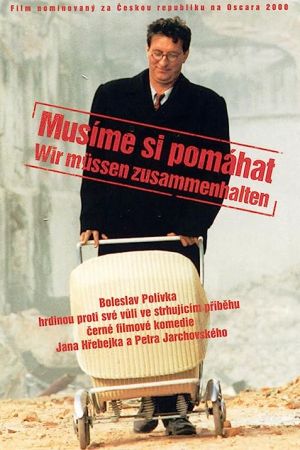 Film nominovaný za Českou republiku na Oscara 2000
Musíme si pomáhat
Wir müssen zusammenhalten
Boleslav Polívka
hrdinou proti své vůli ve strhujícím příběhu
černé filmové komedie
Jana Hřebejka a Petra Jarchovského